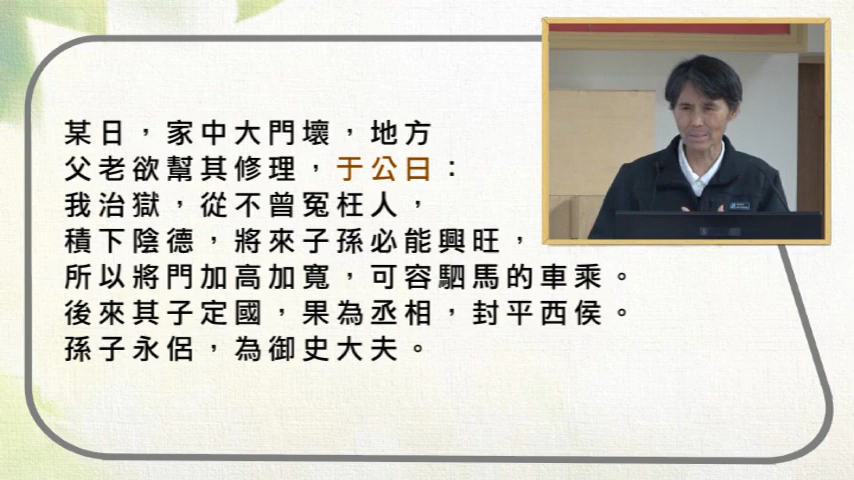 某日，家中大門壞，地方
父老欲幫其修理，于公曰：
我治獄，從不曾冤枉人，
積下陰德，將來子孫必能興旺，
所以將門加高加寬，可容駟馬的車乘。
後來其子定國，果為丞相，封平西侯。
孫子永侶，為御史大夫。